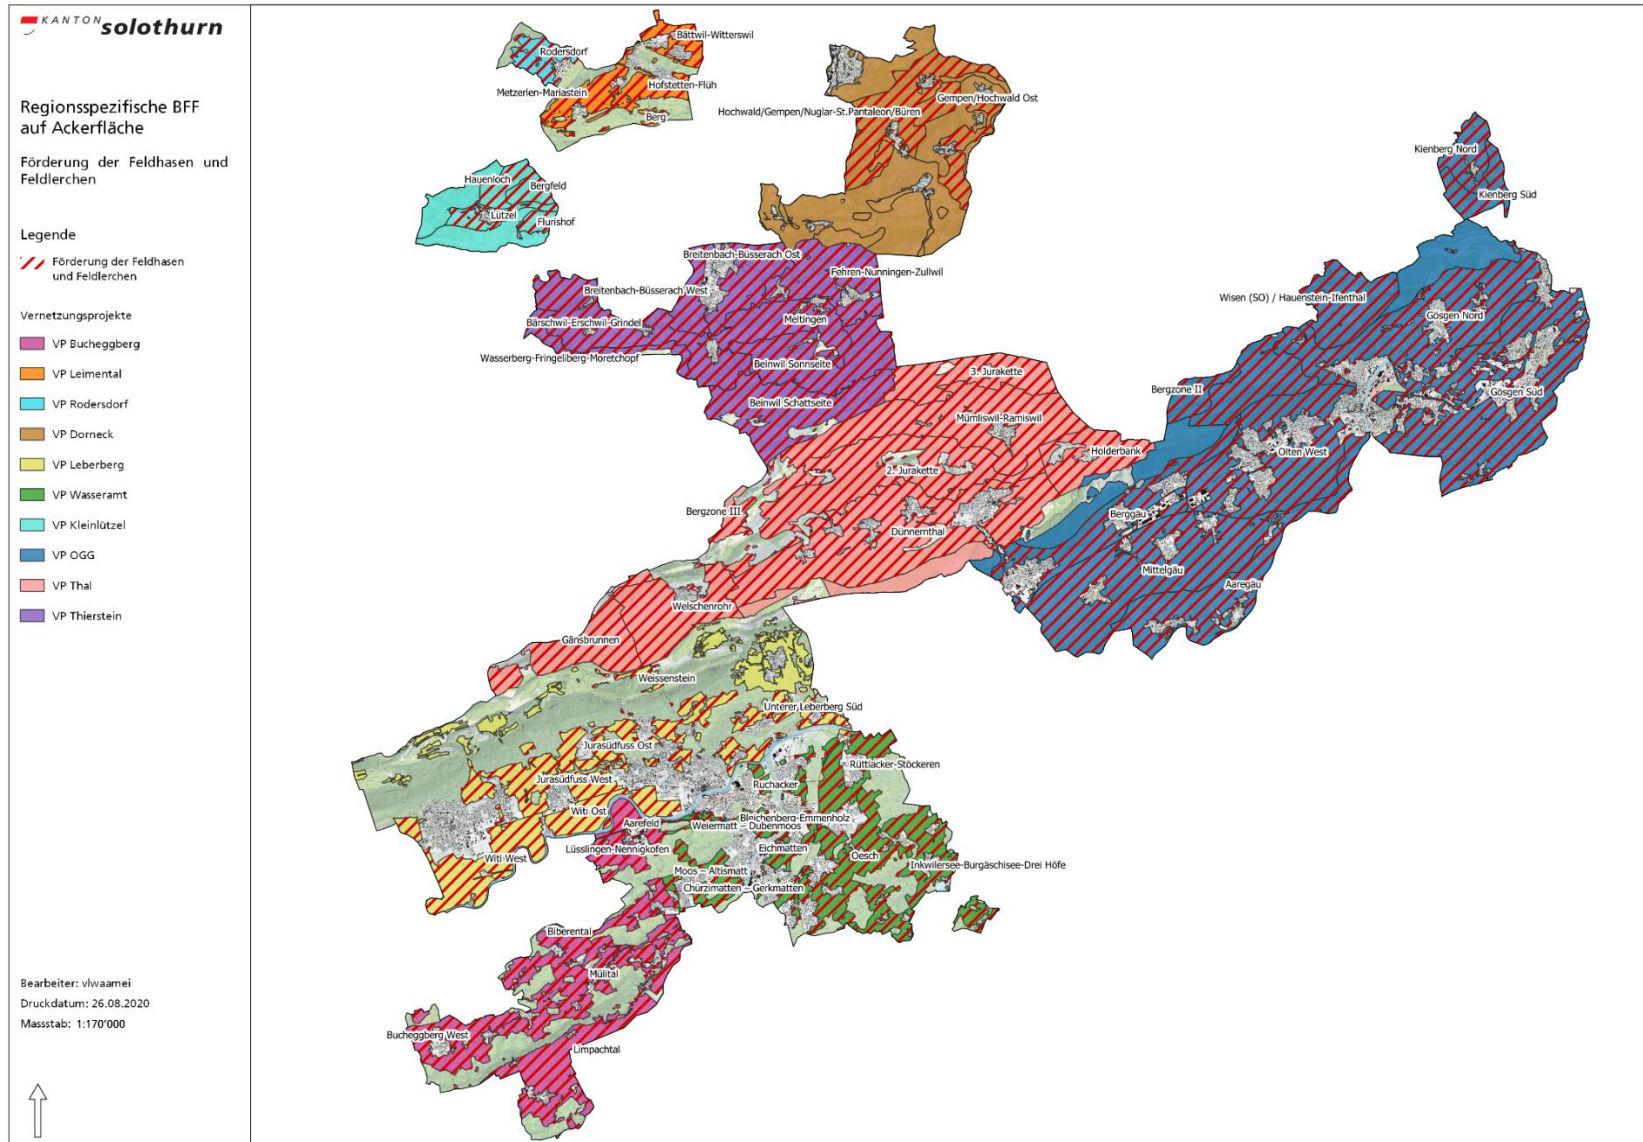 KANTON solothurn
Regionsspezifische BFF
auf Ackerfläche
Förderung der Feldhasen und
Feldlerchen
Legende
Förderung der Feldhasen
und Feldlerchen
Vernetzungsprojekte
VP Bucheggberg
VP Leimental
VP Rodersdorf
VP Dorneck
VP Leberberg
VP Wasseramt
VP Kleinlützel
VP OGG
VP Thal
VP Thierstein
Bearbeiter: vlwaamei
Druckdatum: 26.08.2020
Massstab: 1:170'000
Bättwil-Witterswil
Rodersdorf
Hofstetten-Flüh
Metzerlen-Mariastein
Berg
Gempen/Hochwald Ost
Hochwald/Gempen/Nuglar-St.Pantaleon/Büren
Kienberg Nord
Kienberg Süd
Hauenloch
Bergfeld
Lützel
Flurishof
Breitenbach-Büsserach Ost
Fehren-Nunningen-Zullwil
Breitenbach-Büsserach West
Bärschwil-Erschwil-Grindel
Meltingen
Wasserberg-Fringeliberg-Moretchopf
Beinwil Sonnseite
Beinwil Schattseite
Wisen (SO) / Hauenstein-Ifenthal
Gösgen Nord
Bergzone II
Gösgen Süd
3. Jurakette
Mümliswil-Ramiswil
Holderbank
Olten West
2. Jurakette
Bergzone III
Dünnernthal
Berggäu
Mittelgäu
Aaregäu
Welschenrohr
Gänsbrunnen
Weissenstein
Unterer Leberberg Süd
Jurasüdfuss Ost
Rüttiacker-Stöckeren
Jurasüdfuss West
Ruchacker
Witi Ost
Bleichenberg-Emmenholz
Aarefeld
Weiermatt – Dubenmoos
Lüsslingen-Nennigkofen
Eichmatten
Oesch
Witi West
Inkwilersee-Burgäschisee-Drei Höfe
Moos – Altismatt
Chürzimatten – Gerkmatten
Biberental
Mülital
Bucheggberg West
Limpachtal